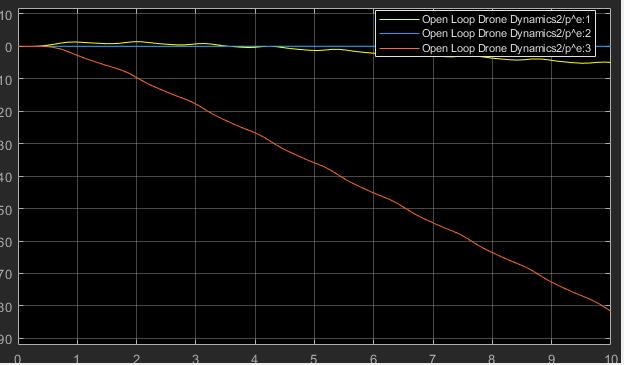 10
Open Loop Drone Dynamics2/p^e:1
Open Loop Drone Dynamics2/p^e:2
Open Loop Drone Dynamics2/p^e:3
0
10
20
30
40
50
60
70
80
90
0 1 2 3 4 5 6 7 8 9 10